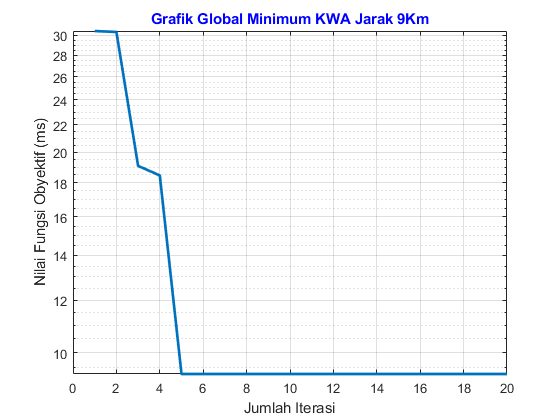 Grafik Global Minimum KWA Jarak 9Km
Nilai Fungsi Obyektif (ms)
30
28
26
24
22
20
18
16
14
12
10
0 2 4 6 8 10 12 14 16 18 20
Jumlah Iterasi